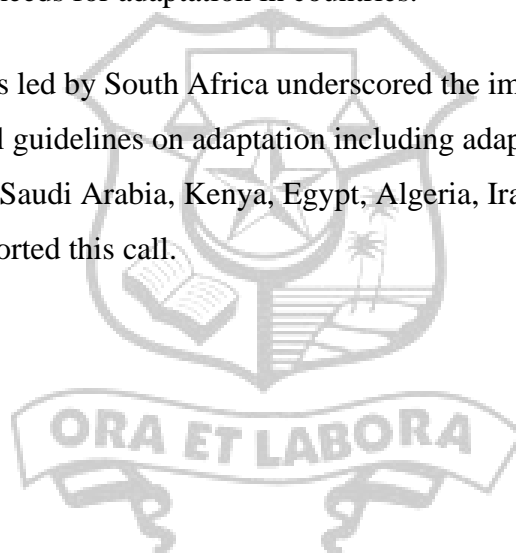 needs for adaptation in countries.
s led by South Africa underscored the im
l guidelines on adaptation including adap
Saudi Arabia, Kenya, Egypt, Algeria, Ira
orted this call.
ORA ET LABORA